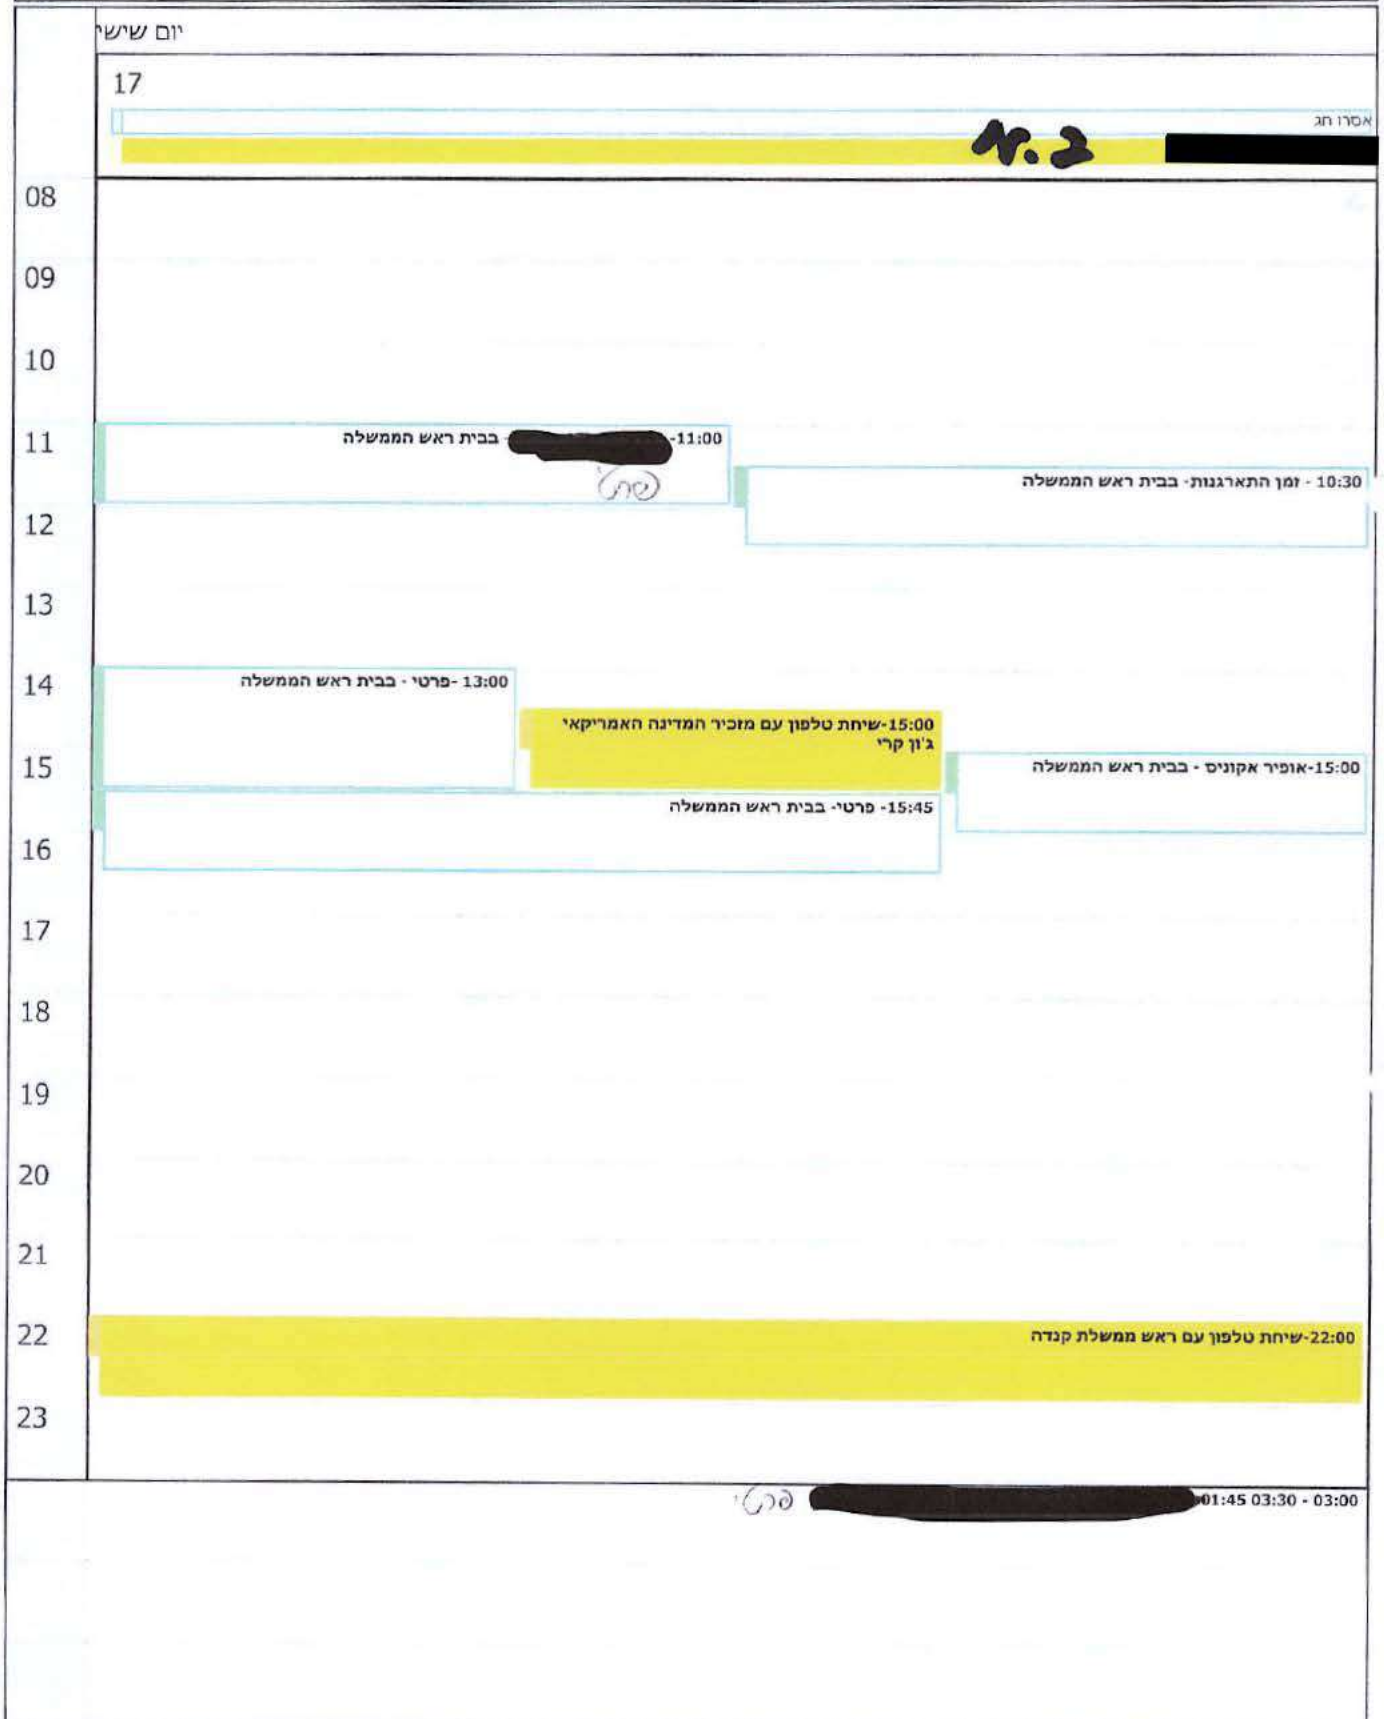 יום שישי
17
אסרו חג
08
09
10
11
11:00- - בבית ראש הממשלה
פרטי
10:30 - זמן התארגנות- בבית ראש הממשלה
12
13
14
13:00 -פרטי - בבית ראש הממשלה
15:00-שיחת טלפון עם מזכיר המדינה האמריקאי
ג'ון קרי
15
15:00-אופיר אקוניס - בבית ראש הממשלה
15:45- פרטי- בבית ראש הממשלה
16
17
18
19
20
21
22
22:00-שיחת טלפון עם ראש ממשלת קנדה
23
03:00 - 03:30 01:45
פרטי